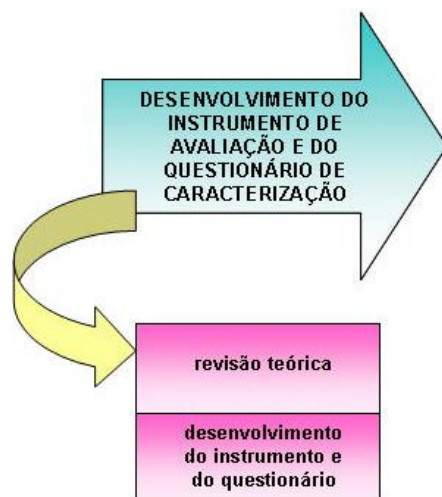 DESENVOLVIMENTO DO
INSTRUMENTO DE
AVALIAÇÃO E DO
QUESTIONÁRIO DE
CARACTERIZAÇÃO
revisão teórica
desenvolvimento
do instrumento e
do questionário